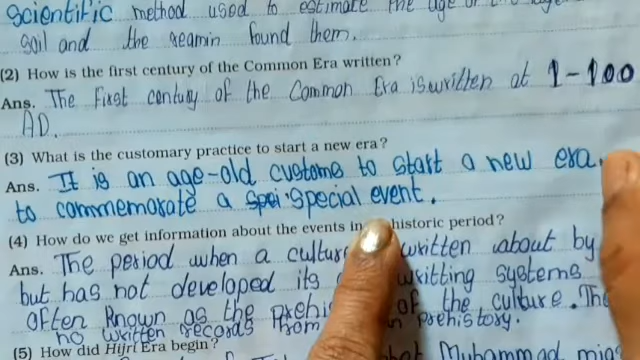 Scientific method used to estimate the age of
soil and the reamin found them.
(2) How is the first century of the Common Era written?
Ans. The First century of the Common Era is written at 1-100
AD.
(3) What is the customary practice to start a new era?
Ans. It is an age-old customs to start a new era.
to commemorate a spei special event.
(4) How do we get information about the events in historic period?
Ans. The period when a culture written about by
but has not developed its writting systems
often known as the Prehi of the culture. The
no written records from prehistory.
(5) How did Hijri Era begin?
Muhammad